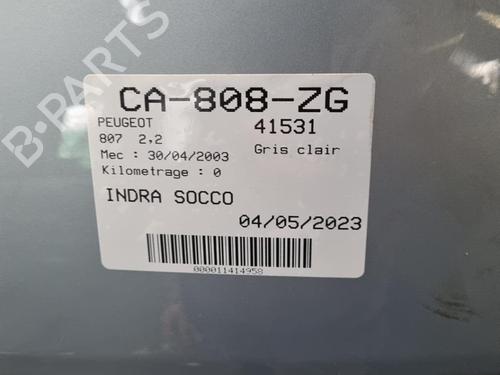 B-PARTS
CA-808-ZG
PEUGEOT 41531
807 2,2 Gris clair
Mec : 30/04/2003
Kilometrage : 0
INDRA SOCCO
04/05/2023
000011414958